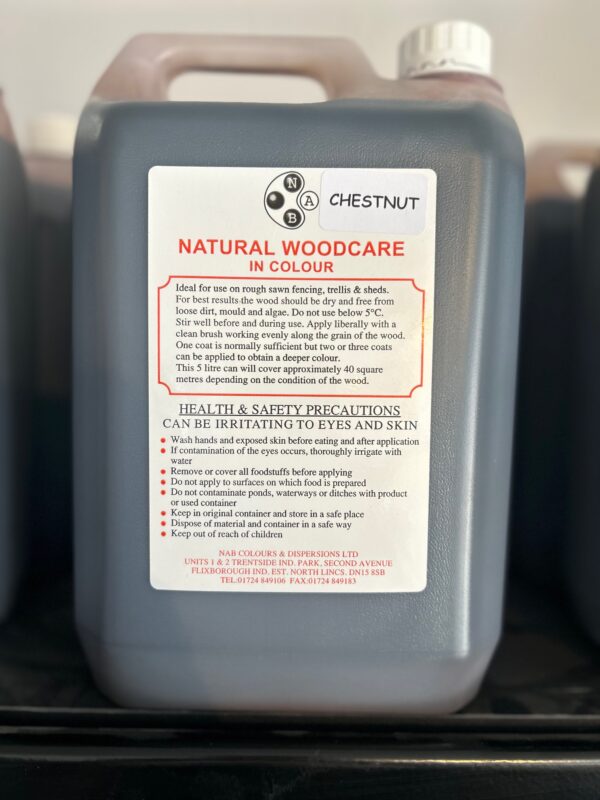 N
A
B
CHESTNUT
NATURAL WOODCARE
IN COLOUR
Ideal for use on rough sawn fencing, trellis & sheds.
For best results the wood should be dry and free from
loose dirt, mould and algae. Do not use below 5°C.
Stir well before and during use. Apply liberally with a
clean brush working evenly along the grain of the wood.
One coat is normally sufficient but two or three coats
can be applied to obtain a deeper colour.
This 5 litre can will cover approximately 40 square
metres depending on the condition of the wood.
HEALTH & SAFETY PRECAUTIONS
CAN BE IRRITATING TO EYES AND SKIN
• Wash hands and exposed skin before eating and after application
• If contamination of the eyes occurs, thoroughly irrigate with
water
• Remove or cover all foodstuffs before applying
• Do not apply to surfaces on which food is prepared
• Do not contaminate ponds, waterways or ditches with product
or used container
• Keep in original container and store in a safe place
• Dispose of material and container in a safe way
• Keep out of reach of children
NAB COLOURS & DISPERSIONS LTD
UNITS 1 & 2 TRENTSIDE IND. PARK, SECOND AVENUE
FLIXBOROUGH IND. EST. NORTH LINCS. DN15 8SB
TEL:01724 849106 FAX:01724 849183